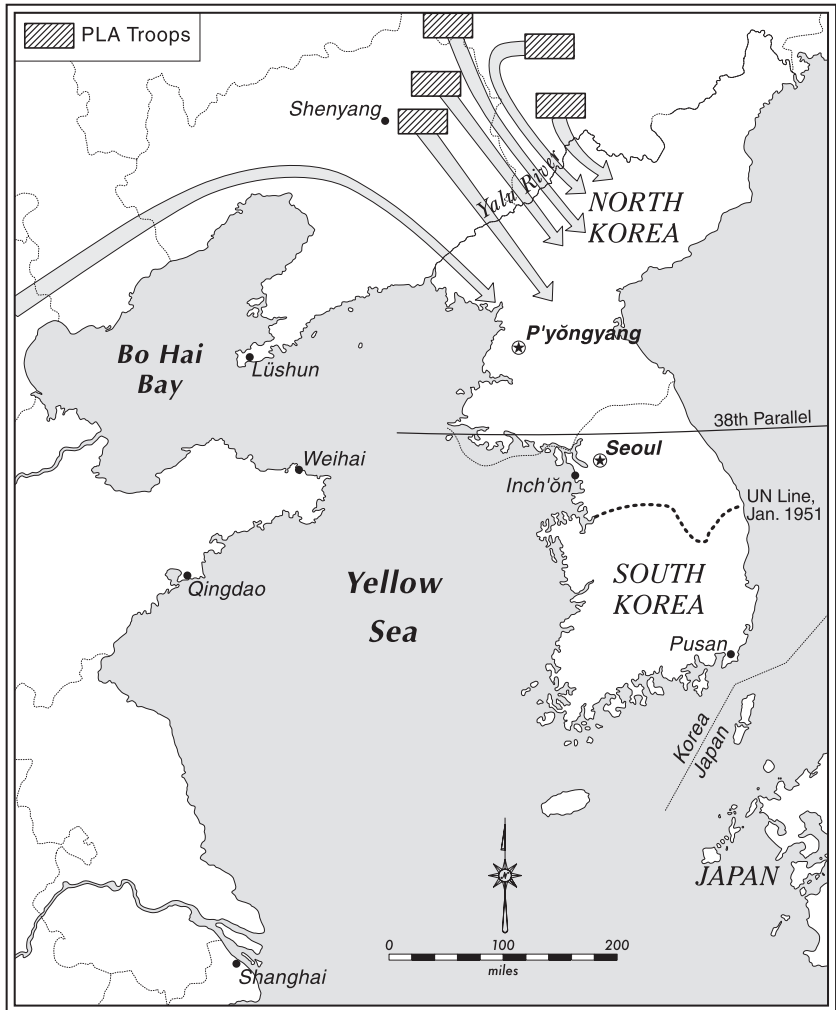 PLA Troops
Shenyang
Yalu River
NORTH
KOREA
P'yŏngyang
Bo Hai
Bay
Lüshun
38th Parallel
Seoul
Weihai
Inch'ŏn
UN Line,
Jan. 1951
Yellow
Sea
SOUTH
KOREA
Qingdao
Pusan
Korea
Japan
N
JAPAN
0 100 200
miles
Shanghai